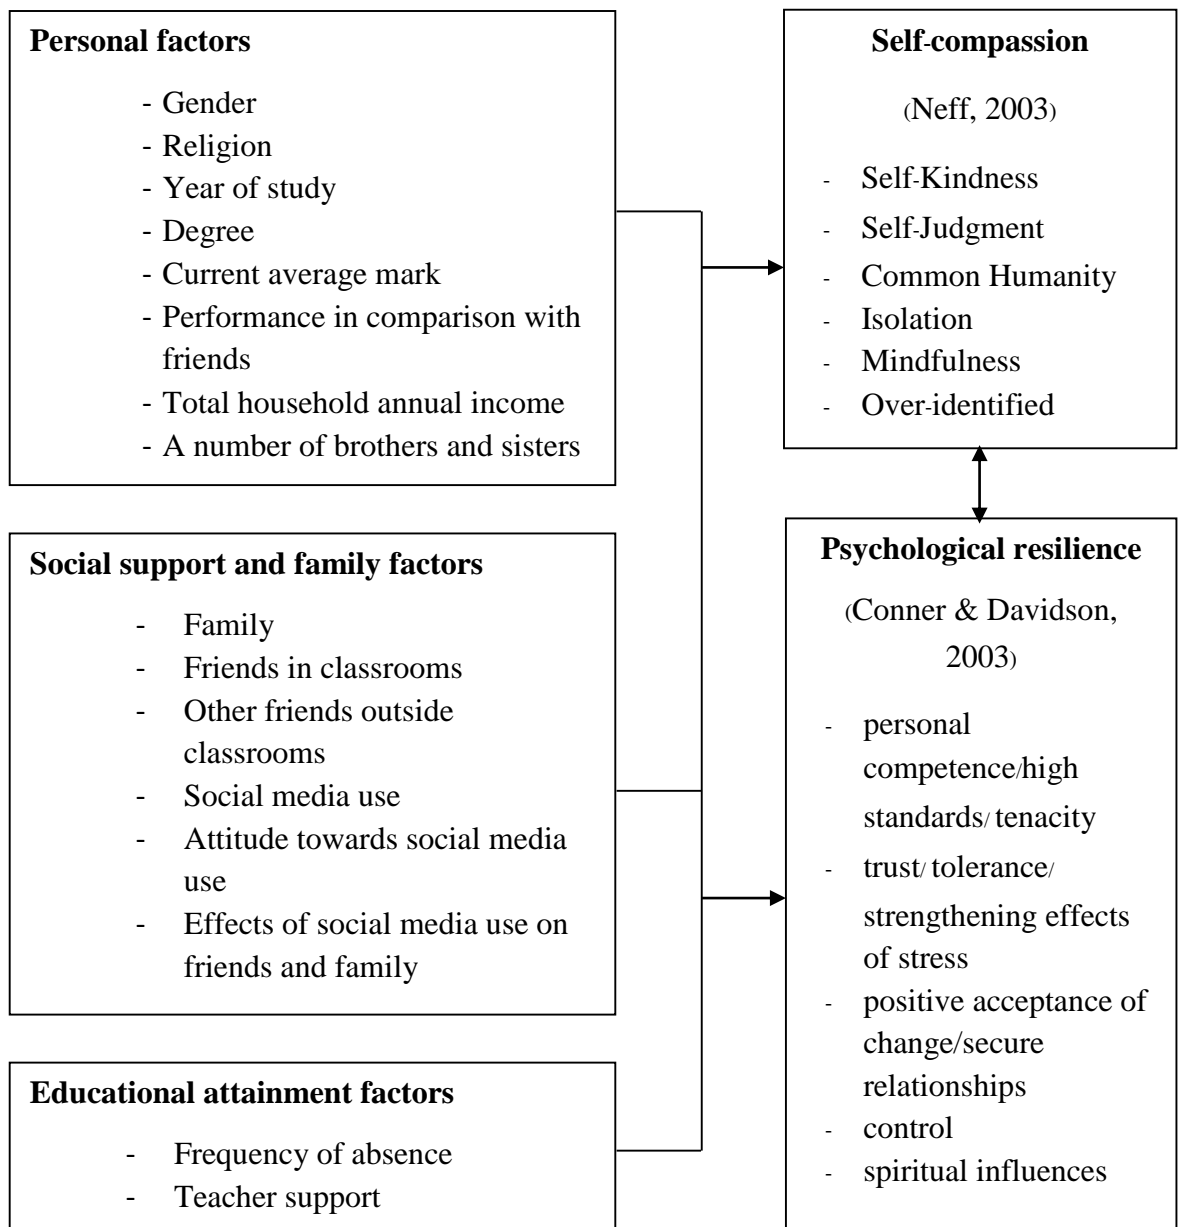 Personal factors
- Gender
- Religion
- Year of study
- Degree
- Current average mark
- Performance in comparison with
friends
- Total household annual income
- A number of brothers and sisters
Social support and family factors
- Family
- Friends in classrooms
- Other friends outside
classrooms
- Social media use
- Attitude towards social media
use
- Effects of social media use on
friends and family
Educational attainment factors
- Frequency of absence
- Teacher support
Self-compassion
(Neff, 2003)
- Self-Kindness
- Self-Judgment
- Common Humanity
- Isolation
- Mindfulness
- Over-identified
Psychological resilience
(Conner & Davidson,
2003)
- personal
competence/high
standards/ tenacity
- trust/ tolerance/
strengthening effects
of stress
- positive acceptance of
change/secure
relationships
- control
- spiritual influences